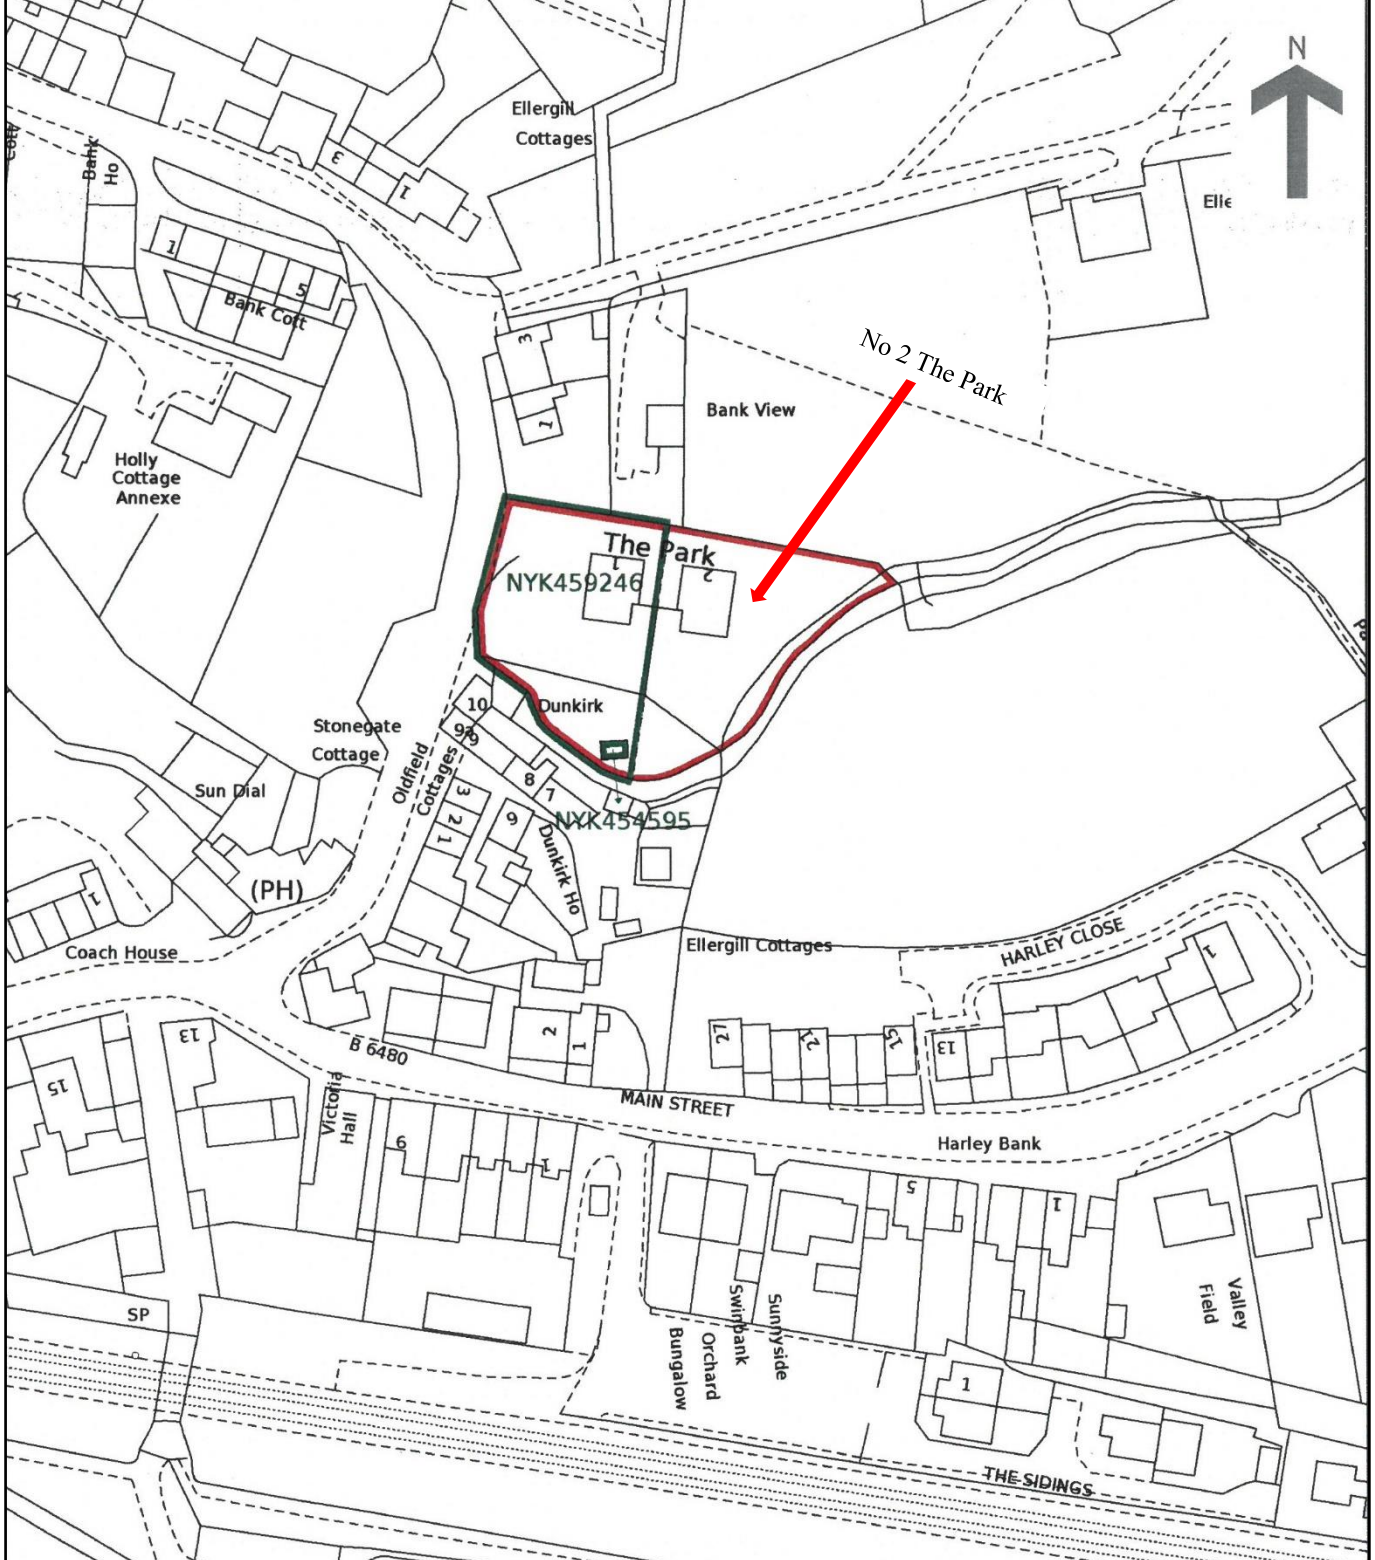 N
Ellergill
Cottages
Cott
Bank
Ho
3
1
Elle
1
5
Bank Cott
3
1
No 2 The Park
Bank View
Holly
Cottage
Annexe
The Park
1
2
NYK459246
Dunkirk
10
9a
9
8
7
Stonegate
Cottage
Oldfield
Cottages
Sun Dial
3
2
1
9
NYK454595
Dunkirk Ho
(PH)
1
Coach House
Ellergill Cottages
HARLEY CLOSE
1
27
21
15
13
2
1
13
15
B 6480
MAIN STREET
Victoria
Hall
6
1
Harley Bank
5
1
Valley
Field
SP
Swinbank
Sunnyside
Orchard
Bungalow
1
THE SIDINGS